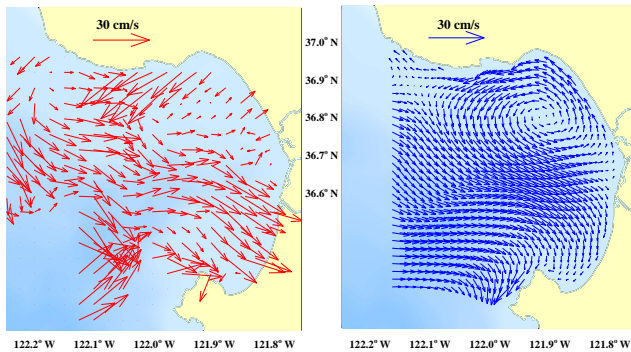 30 cm/s
30 cm/s
37.0° N
36.9° N
36.8° N
36.7° N
36.6° N
122.2° W 122.1° W 122.0° W 121.9° W 121.8° W
122.2° W 122.1° W 122.0° W 121.9° W 121.8° W